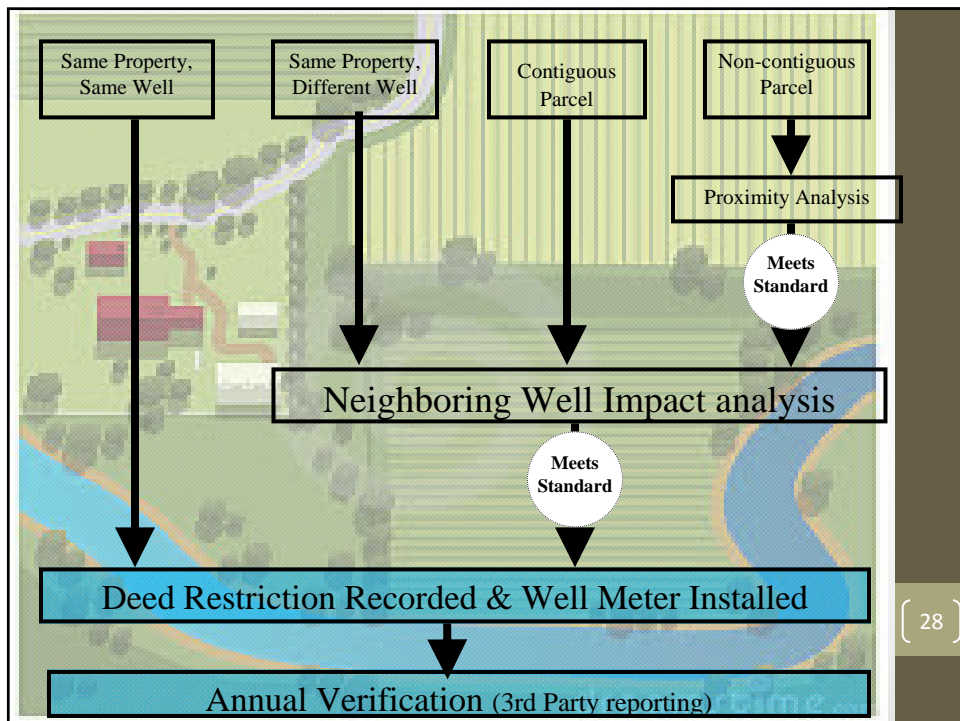 Same Property,
Same Well
Same Property,
Different Well
Contiguous
Parcel
Non-contiguous
Parcel
Proximity Analysis
Meets
Standard
Neighboring Well Impact analysis
Meets
Standard
Deed Restriction Recorded & Well Meter Installed
28
Annual Verification (3rd Party reporting)